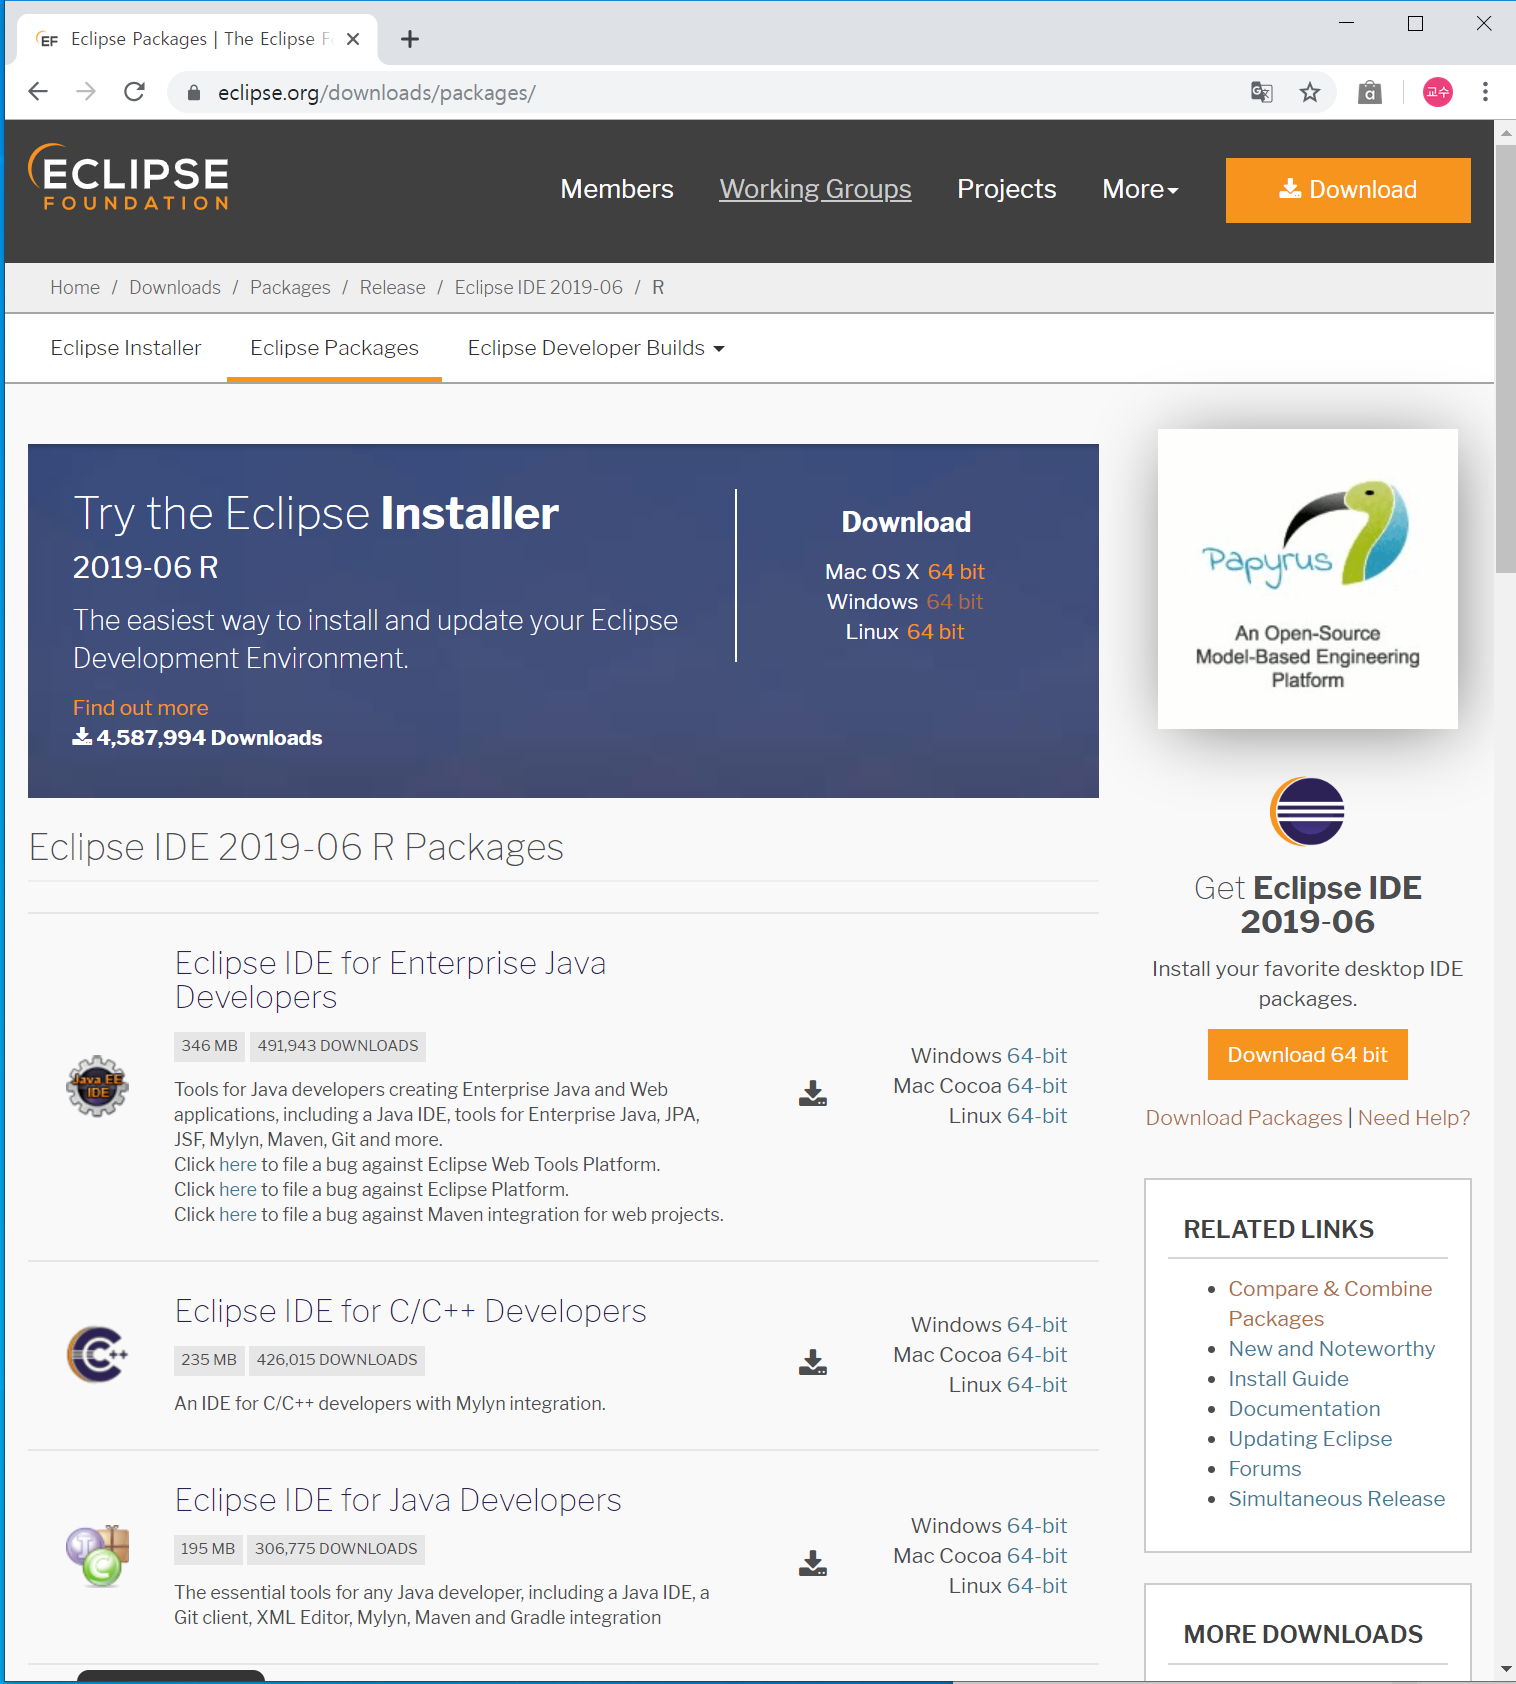 EF Eclipse Packages | The Eclipse F
eclipse.org/downloads/packages/
교수
ECLIPSE
FOUNDATION
Members Working Groups Projects More Download
Home / Downloads / Packages / Release / Eclipse IDE 2019-06 / R
Eclipse Installer Eclipse Packages Eclipse Developer Builds
Try the Eclipse Installer
2019-06 R
The easiest way to install and update your Eclipse
Development Environment.
Find out more
4,587,994 Downloads
Download
Mac OS X 64 bit
Windows 64 bit
Linux 64 bit
Papyrus
An Open-Source
Model-Based Engineering
Platform
Eclipse IDE 2019-06 R Packages
Eclipse IDE for Enterprise Java
Developers
346 MB 491,943 DOWNLOADS
Java EE
IDE
Tools for Java developers creating Enterprise Java and Web
applications, including a Java IDE, tools for Enterprise Java, JPA,
JSF, Mylyn, Maven, Git and more.
Click here to file a bug against Eclipse Web Tools Platform.
Click here to file a bug against Eclipse Platform.
Click here to file a bug against Maven integration for web projects.
Windows 64-bit
Mac Cocoa 64-bit
Linux 64-bit
Eclipse IDE for C/C++ Developers
C++
235 MB 426,015 DOWNLOADS
An IDE for C/C++ developers with Mylyn integration.
Windows 64-bit
Mac Cocoa 64-bit
Linux 64-bit
Eclipse IDE for Java Developers
J
C
195 MB 306,775 DOWNLOADS
The essential tools for any Java developer, including a Java IDE, a
Git client, XML Editor, Mylyn, Maven and Gradle integration
Windows 64-bit
Mac Cocoa 64-bit
Linux 64-bit
Get Eclipse IDE
2019-06
Install your favorite desktop IDE
packages.
Download 64 bit
Download Packages | Need Help?
RELATED LINKS
Compare & Combine
Packages
New and Noteworthy
Install Guide
Documentation
Updating Eclipse
Forums
Simultaneous Release
MORE DOWNLOADS